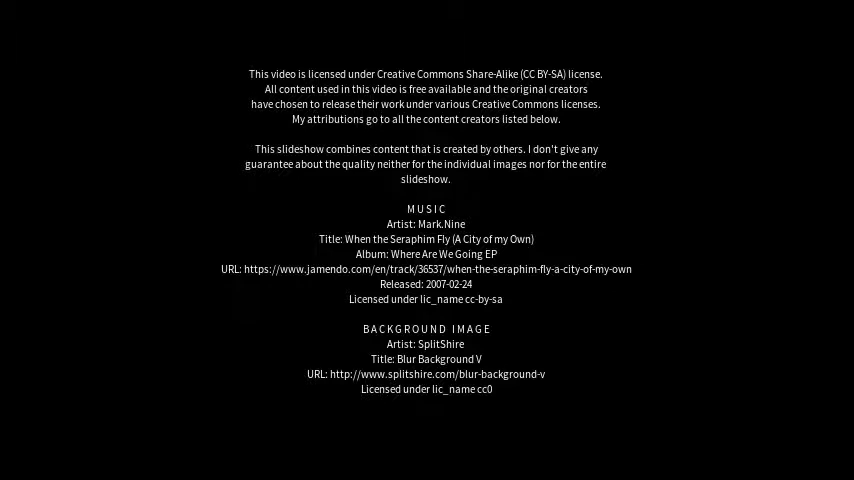 This video is licensed under Creative Commons Share-Alike (CC BY-SA) license.
All content used in this video is free available and the original creators
have chosen to release their work under various Creative Commons licenses.
My attributions go to all the content creators listed below.
This slideshow combines content that is created by others. I don't give any
guarantee about the quality neither for the individual images nor for the entire
slideshow.
MUSIC
Artist: Mark.Nine
Title: When the Seraphim Fly (A City of my Own)
Album: Where Are We Going EP
URL: https://www.jamendo.com/en/track/36537/when-the-seraphim-fly-a-city-of-my-own
Released: 2007-02-24
Licensed under lic_name cc-by-sa
BACKGROUND IMAGE
Artist: SplitShire
Title: Blur Background V
URL: http://www.splitshire.com/blur-background-v
Licensed under lic_name cc0